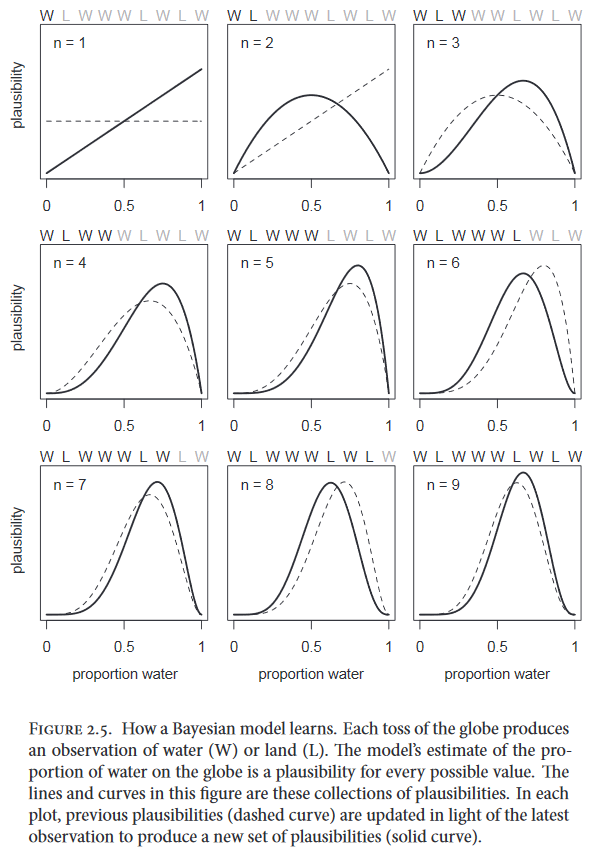 W L W W W L W L W
W L W W W L W L W
W L W W W L W L W
n = 1
n = 2
n = 3
plausibility
0 0.5 1
0 0.5 1
0 0.5 1
W L W W W L W L W
W L W W W L W L W
W L W W W L W L W
n = 4
n = 5
n = 6
plausibility
0 0.5 1
0 0.5 1
0 0.5 1
W L W W W L W L W
W L W W W L W L W
W L W W W L W L W
n = 7
n = 8
n = 9
plausibility
0 0.5 1
0 0.5 1
0 0.5 1
proportion water
proportion water
proportion water
FIGURE 2.5. How a Bayesian model learns. Each toss of the globe produces
an observation of water (W) or land (L). The model’s estimate of the pro-
portion of water on the globe is a plausibility for every possible value. The
lines and curves in this figure are these collections of plausibilities. In each
plot, previous plausibilities (dashed curve) are updated in light of the latest
observation to produce a new set of plausibilities (solid curve).